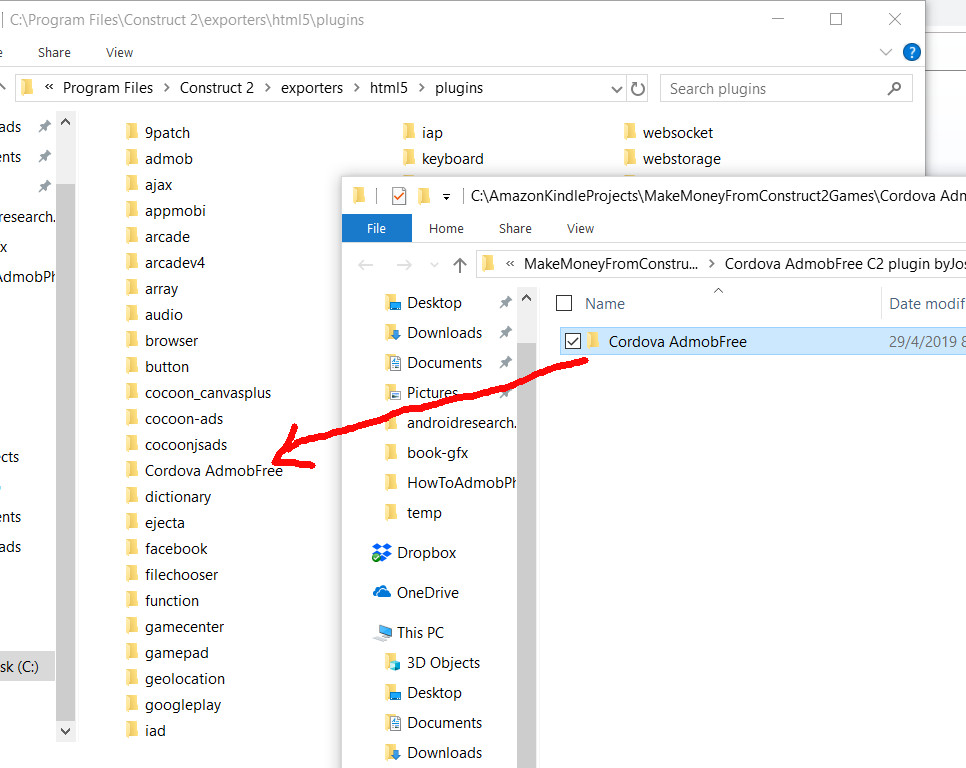 C:\Program Files\Construct 2\exporters\html5\plugins
Share View
« Program Files > Construct 2 > exporters > html5 > plugins
Search plugins
9patch
admob
ajax
appmobi
arcade
arcadev4
array
audio
browser
button
cocoon_canvasplus
cocoon-ads
cocoonjsads
Cordova AdmobFree
dictionary
ejecta
facebook
filechooser
function
gamecenter
gamepad
geolocation
googleplay
iad
iap
keyboard
websocket
webstorage
ads
ents
esearch.
x
AdmobPh
cts
ents
ads
sk (C:)
C:\AmazonKindleProjects\MakeMoneyFromConstruct2Games\Cordova Adm
File Home Share View
« MakeMoneyFromConstru... > Cordova AdmobFree C2 plugin byJos
Name Date modif
Cordova AdmobFree 29/4/2019 8
Desktop
Downloads
Documents
Pictures
androidresearch.
book-gfx
HowToAdmobPh
temp
Dropbox
OneDrive
This PC
3D Objects
Desktop
Documents
Downloads